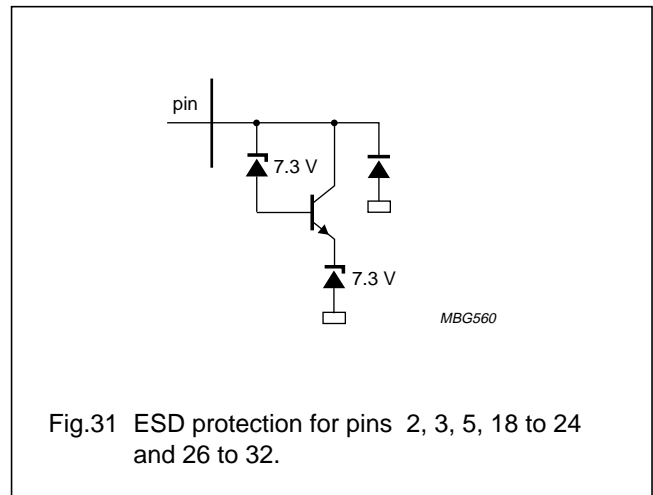 pin
7.3 V
7.3 V
MBG560
Fig.31 ESD protection for pins 2, 3, 5, 18 to 24
and 26 to 32.